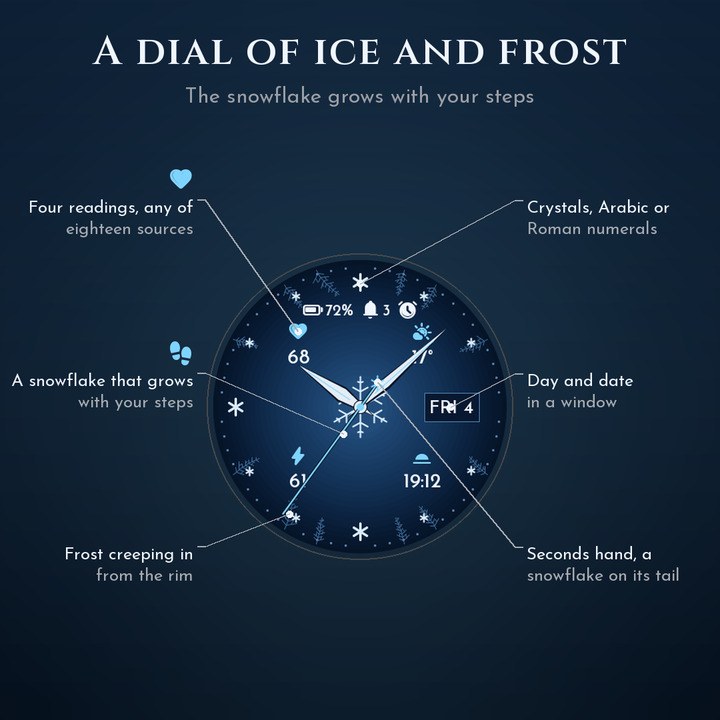 A DIAL OF ICE AND FROST
The snowflake grows with your steps
Four readings, any of
eighteen sources
Crystals, Arabic or
Roman numerals
72% 3
68
A snowflake that grows
with your steps
Day and date
in a window
4
61
19:12
Frost creeping in
from the rim
Seconds hand, a
snowflake on its tail